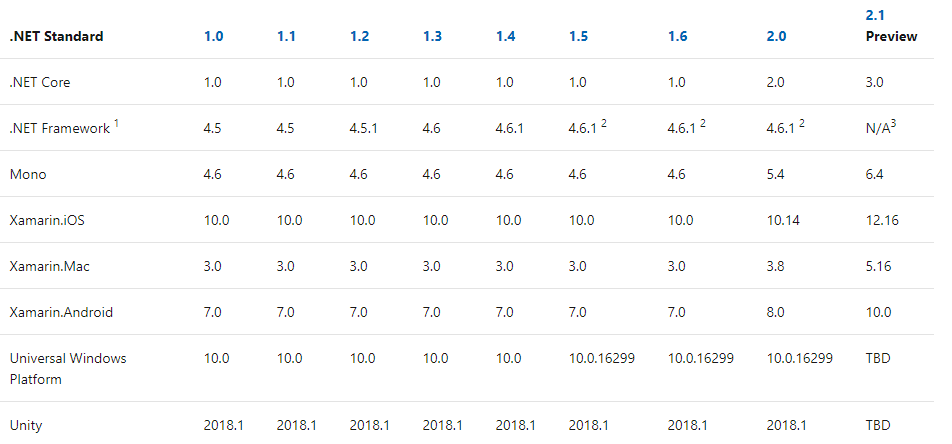 .NET Standard 1.0 1.1 1.2 1.3 1.4 1.5 1.6 2.0 2.1
Preview
.NET Core 1.0 1.0 1.0 1.0 1.0 1.0 1.0 2.0 3.0
.NET Framework 1 4.5 4.5 4.5.1 4.6 4.6.1 4.6.1 2 4.6.1 2 4.6.1 2 N/A3
Mono 4.6 4.6 4.6 4.6 4.6 4.6 4.6 5.4 6.4
Xamarin.iOS 10.0 10.0 10.0 10.0 10.0 10.0 10.0 10.14 12.16
Xamarin.Mac 3.0 3.0 3.0 3.0 3.0 3.0 3.0 3.8 5.16
Xamarin.Android 7.0 7.0 7.0 7.0 7.0 7.0 7.0 8.0 10.0
Universal Windows 10.0 10.0 10.0 10.0 10.0 10.0.16299 10.0.16299 10.0.16299 TBD
Platform
Unity 2018.1 2018.1 2018.1 2018.1 2018.1 2018.1 2018.1 2018.1 TBD